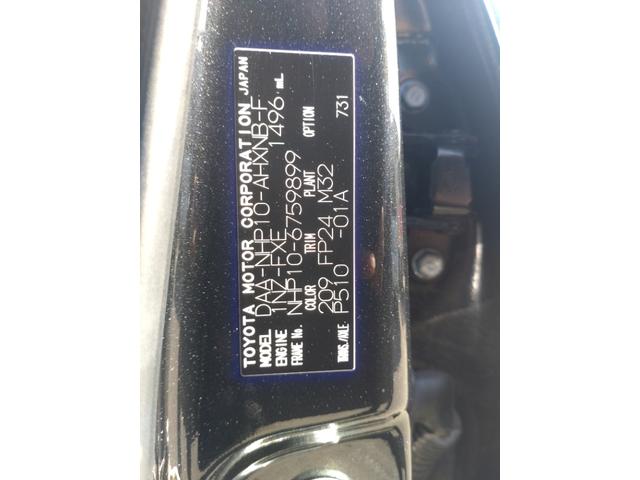 TOYOTA MOTOR CORPORATION JAPAN
MODEL DAA-NHP10-AHXNB-F
ENGINE 1NZ-FXE 1496 mL
FRAME No. NHP10-6759899
COLOR TRIM PLANT OPTION
209 FP24 M32 731
TRANS./AXLE P510 -01A